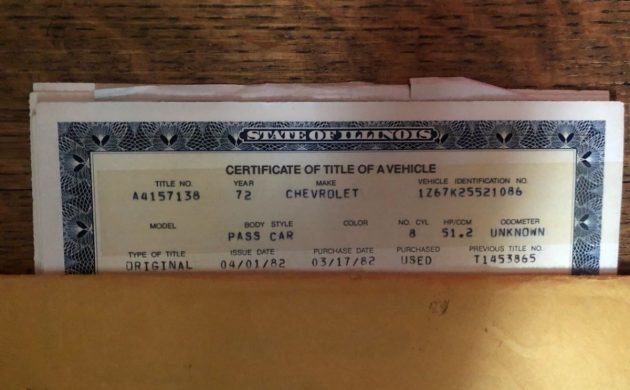 STATE OF ILLINOIS
CERTIFICATE OF TITLE OF A VEHICLE
TITLE NO. YEAR MAKE VEHICLE IDENTIFICATION NO.
A4157138 72 CHEVROLET 1Z67K25521086
MODEL BODY STYLE COLOR NO. CYL HP/CCM ODOMETER
PASS CAR 8 51.2 UNKNOWN
TYPE OF TITLE ISSUE DATE PURCHASE DATE PURCHASED PREVIOUS TITLE NO.
ORIGINAL 04/01/82 03/17/82 USED T1453865